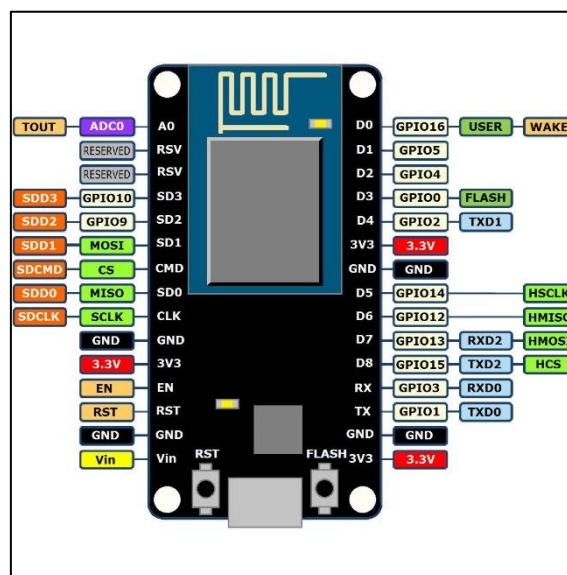 TOUT ADC0 A0 D0 GPIO16 USER WAKE
RESERVED RSV D1 GPIO5
RESERVED RSV D2 GPIO4
SDD3 GPIO10 SD3 D3 GPIO0 FLASH
SDD2 GPIO9 SD2 D4 GPIO2 TXD1
SDD1 MOSI SD1 3V3 3.3V
SDCMD CS CMD GND GND
SDD0 MISO SD0 D5 GPIO14 HSCLK
SDCLK SCLK CLK D6 GPIO12 HMISO
GND GND D7 GPIO13 RXD2 HMOSI
3.3V 3V3 D8 GPIO15 TXD2 HCS
EN EN RX GPIO3 RXD0
RST RST TX GPIO1 TXD0
GND GND GND GND
Vin Vin RST FLASH 3V3 3.3V